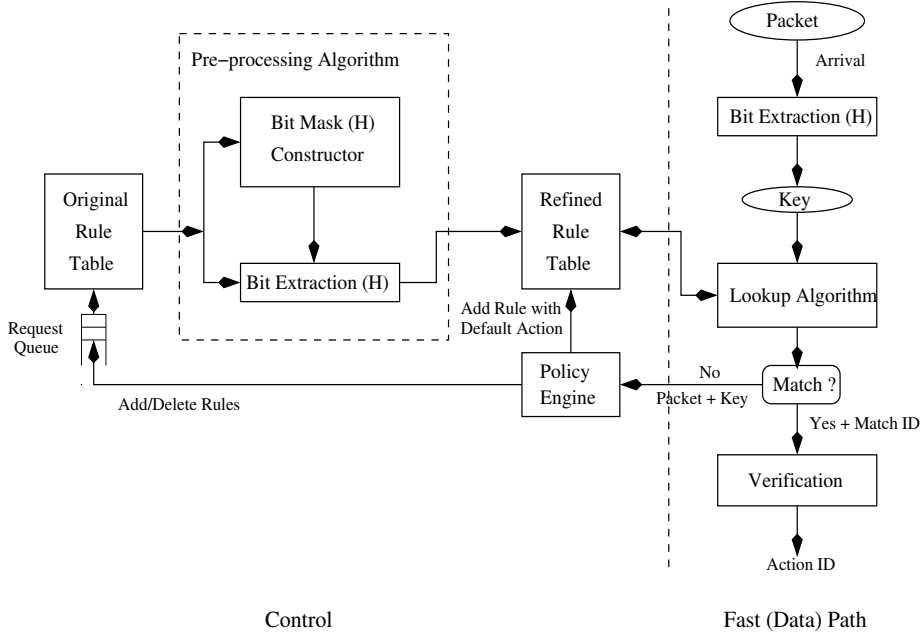 Packet
Arrival
Pre-processing Algorithm
Bit Mask (H)
Constructor
Bit Extraction (H)
Key
Original
Rule
Table
Refined
Rule
Table
Bit Extraction (H)
Lookup Algorithm
Request
Queue
Add Rule with
Default Action
Policy
Engine
No
Packet + Key
Match ?
Add/Delete Rules
Yes + Match ID
Verification
Action ID
Control
Fast (Data) Path